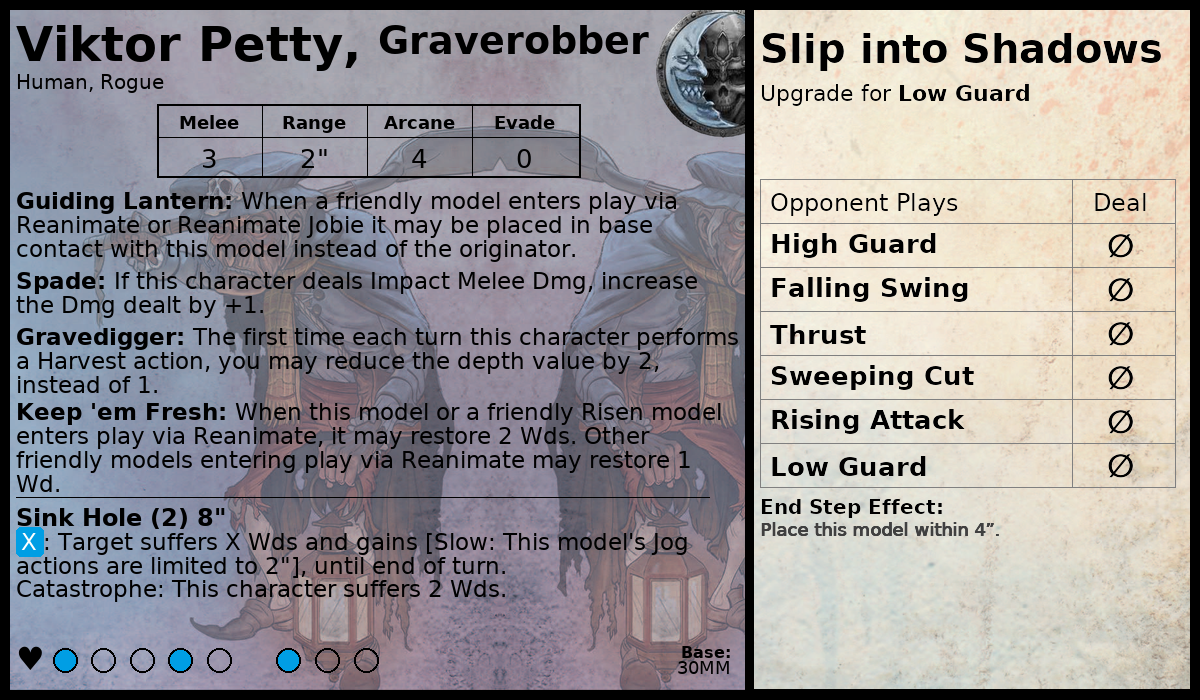 Viktor Petty, Graverobber
Human, Rogue
Melee Range Arcane Evade
3 2" 4 0
Guiding Lantern: When a friendly model enters play via
Reanimate or Reanimate Jobie it may be placed in base
contact with this model instead of the originator.
Spade: If this character deals Impact Melee Dmg, increase
the Dmg dealt by +1.
Gravedigger: The first time each turn this character performs
a Harvest action, you may reduce the depth value by 2,
instead of 1.
Keep 'em Fresh: When this model or a friendly Risen model
enters play via Reanimate, it may restore 2 Wds. Other
friendly models entering play via Reanimate may restore 1
Wd.
Sink Hole (2) 8"
X: Target suffers X Wds and gains [Slow: This model's Jog
actions are limited to 2"], until end of turn.
Catastrophe: This character suffers 2 Wds.
Base:
30MM
Slip into Shadows
Upgrade for Low Guard
Opponent Plays Deal
High Guard ∅
Falling Swing ∅
Thrust ∅
Sweeping Cut ∅
Rising Attack ∅
Low Guard ∅
End Step Effect:
Place this model within 4”.